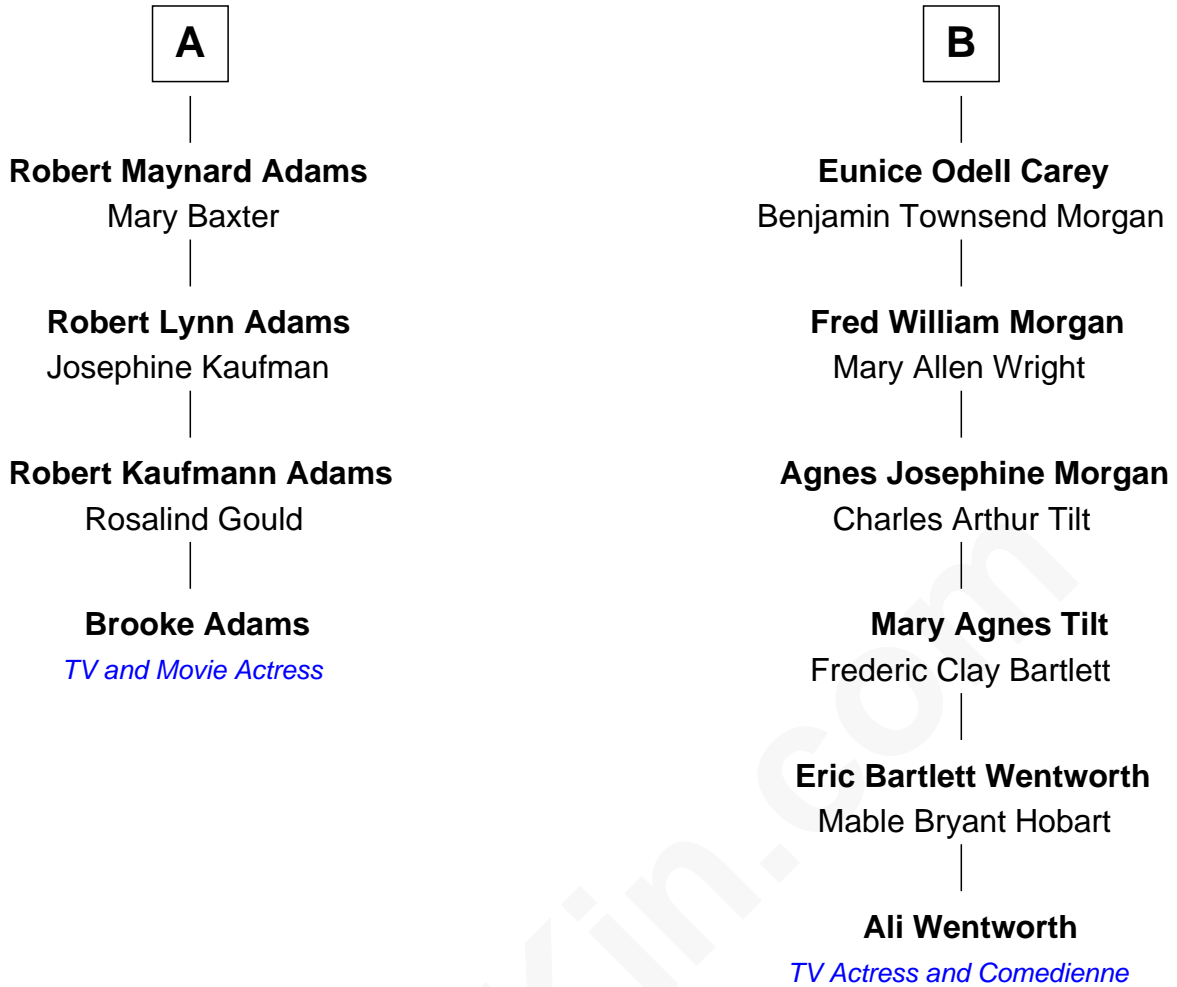 A
Robert Maynard Adams
Mary Baxter
Robert Lynn Adams
Josephine Kaufman
Robert Kaufmann Adams
Rosalind Gould
Brooke Adams
TV and Movie Actress
B
Eunice Odell Carey
Benjamin Townsend Morgan
Fred William Morgan
Mary Allen Wright
Agnes Josephine Morgan
Charles Arthur Tilt
Mary Agnes Tilt
Frederic Clay Bartlett
Eric Bartlett Wentworth
Mable Bryant Hobart
Ali Wentworth
TV Actress and Comedienne
in.com